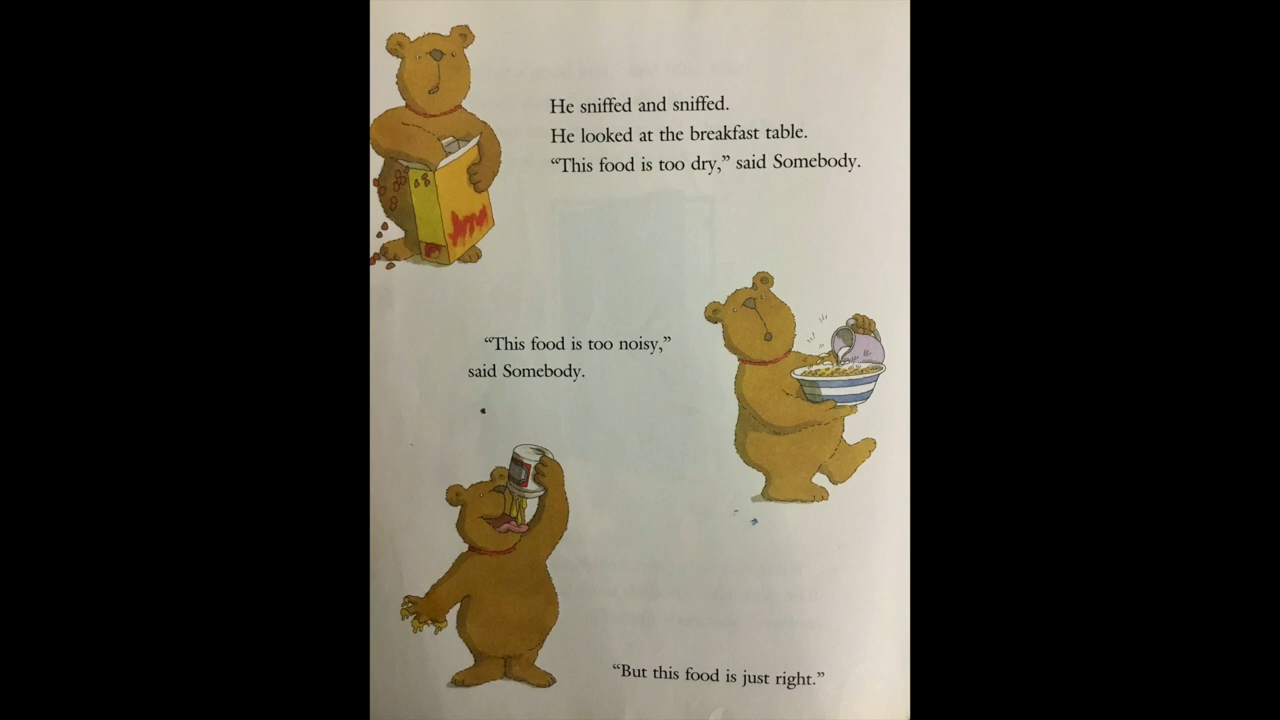 He sniffed and sniffed.
He looked at the breakfast table.
“This food is too dry,” said Somebody.
“This food is too noisy,”
said Somebody.
“But this food is just right.”